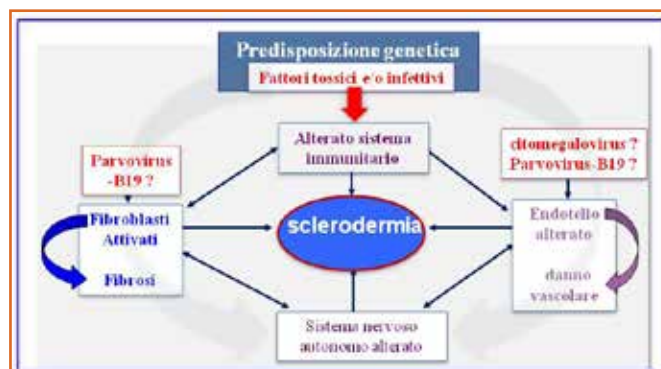 Predisposizione genetica
Fattori tossici e/o infettivi
Alterato sistema
immunitario
Parvovirus
-B19 ?
citomegalovirus ?
Parvovirus-B19 ?
Fibroblasti
Attivati
Fibrosi
sclerodermia
Endotelio
alterato
danno
vascolare
Sistema nervoso
autonomo alterato